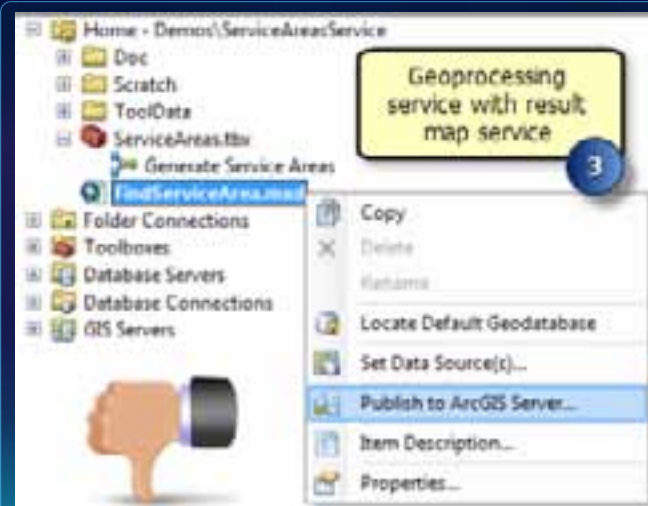 Home - Demos\ServiceAreasService
Doc
Scratch
ToolData
ServiceAreas.tbx
Generate Service Areas
FindServiceArea.mxd
Folder Connections
Toolboxes
Database Servers
Database Connections
GIS Servers
Geoprocessing
service with result
map service
3
Copy
Delete
Rename
Locate Default Geodatabase
Set Data Source(s)...
Publish to ArcGIS Server...
Item Description...
Properties...